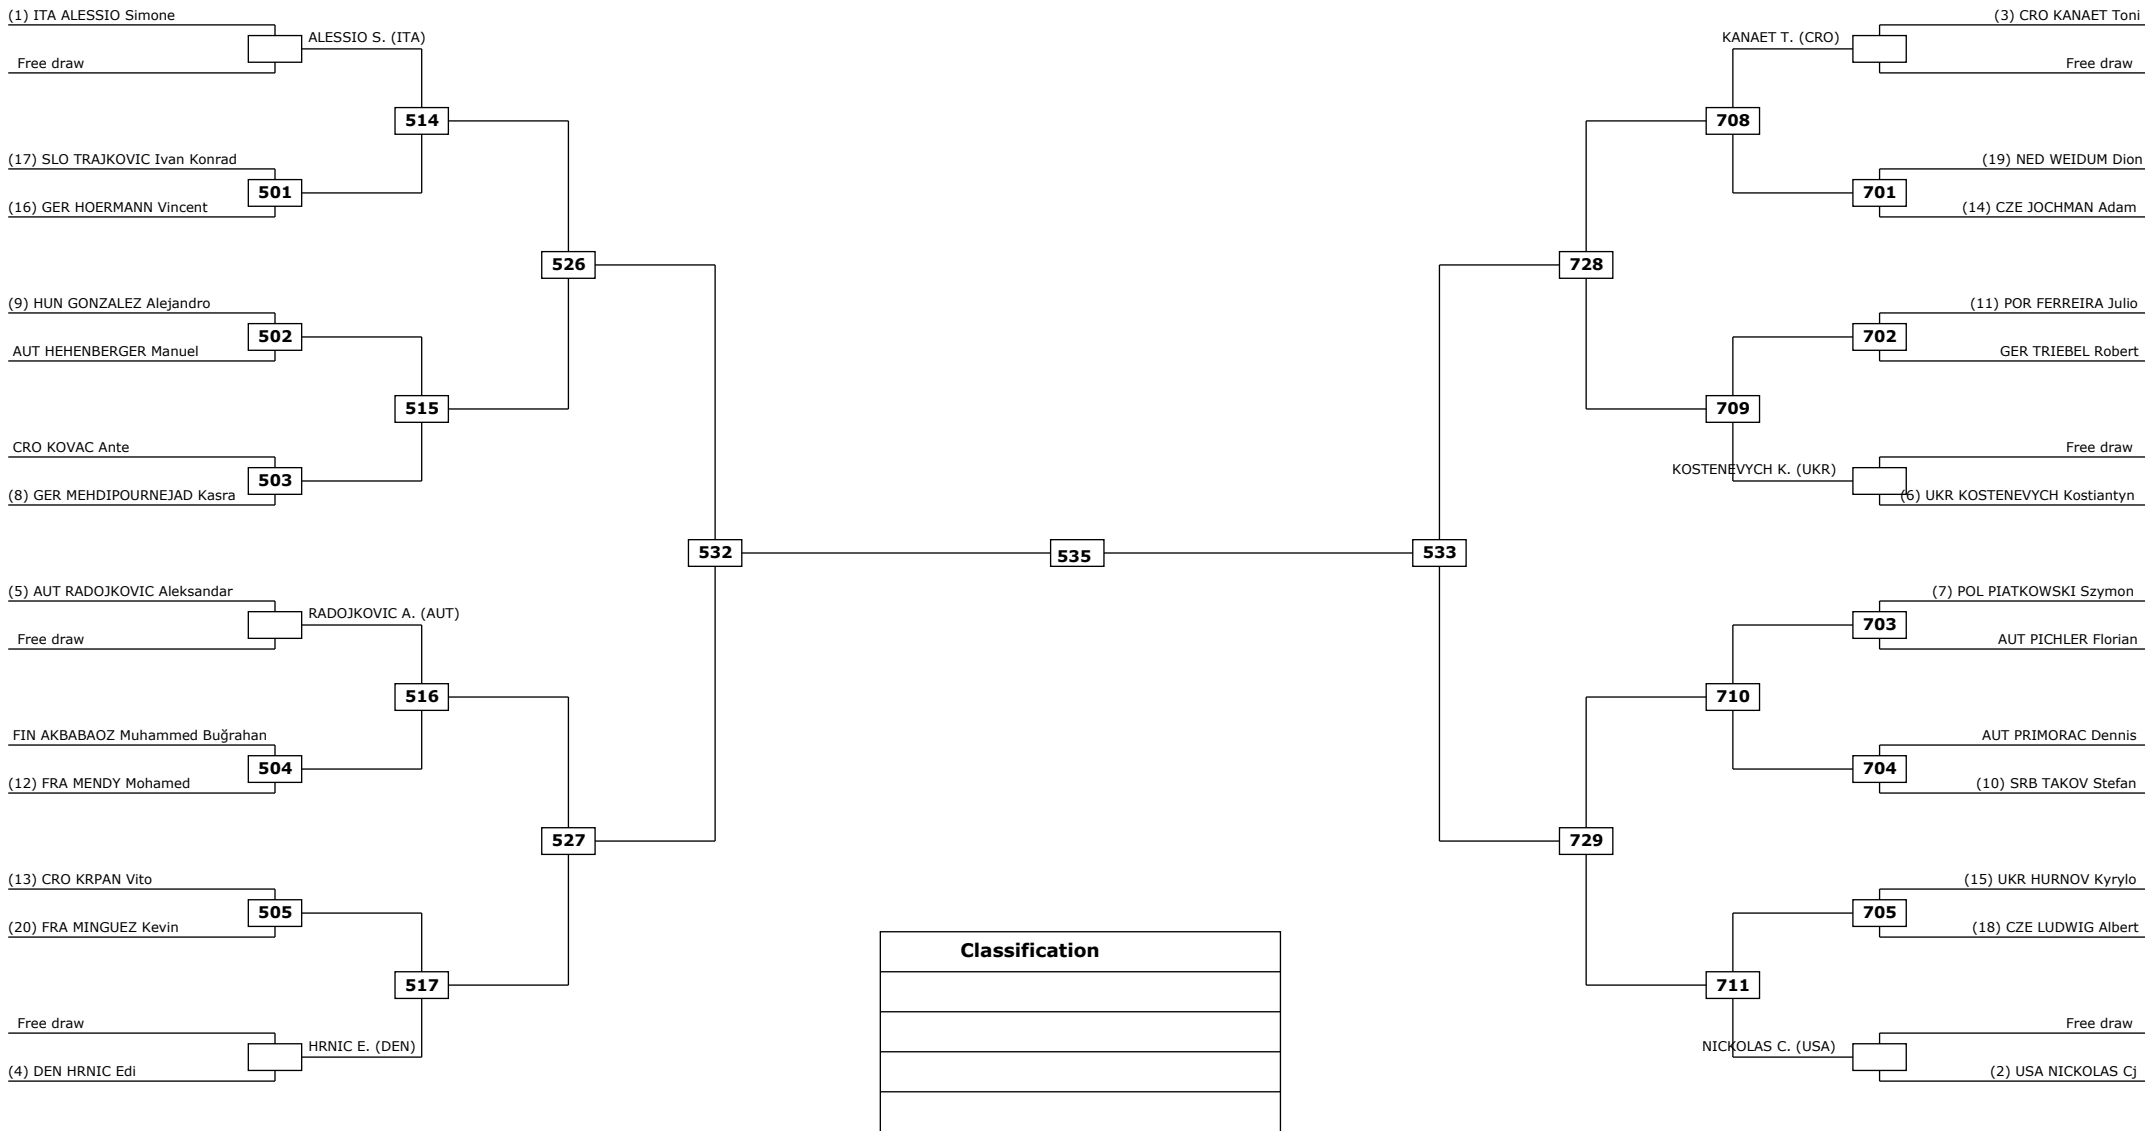 (1) ITA ALESSIO Simone
ALESSIO S. (ITA)
Free draw
514
(17) SLO TRAJKOVIC Ivan Konrad
501
(16) GER HOERMANN Vincent
526
(9) HUN GONZALEZ Alejandro
502
AUT HEHENBERGER Manuel
515
CRO KOVAC Ante
503
(8) GER MEHDIPOURNEJAD Kasra
532
(5) AUT RADOJKOVIC Aleksandar
RADOJKOVIC A. (AUT)
Free draw
516
FIN AKBABAOZ Muhammed Buğrahan
504
(12) FRA MENDY Mohamed
527
(13) CRO KRPAN Vito
505
(20) FRA MINGUEZ Kevin
517
Free draw
HRNIC E. (DEN)
(4) DEN HRNIC Edi
535
Classification
(3) CRO KANAET Toni
KANAET T. (CRO)
Free draw
708
(19) NED WEIDUM Dion
701
(14) CZE JOCHMAN Adam
728
(11) POR FERREIRA Julio
702
GER TRIEBEL Robert
709
Free draw
KOSTENEVYCH K. (UKR)
(6) UKR KOSTENEVYCH Kostiantyn
533
(7) POL PIATKOWSKI Szymon
703
AUT PICHLER Florian
710
AUT PRIMORAC Dennis
704
(10) SRB TAKOV Stefan
729
(15) UKR HURNOV Kyrylo
705
(18) CZE LUDWIG Albert
711
Free draw
NICKOLAS C. (USA)
(2) USA NICKOLAS Cj